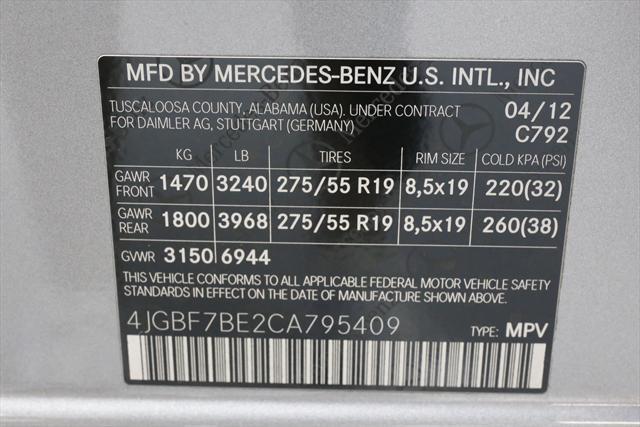 MFD BY MERCEDES-BENZ U.S. INTL., INC
TUSCALOOSA COUNTY, ALABAMA (USA). UNDER CONTRACT
FOR DAIMLER AG, STUTTGART (GERMANY)
04/12
C792
KG LB TIRES RIM SIZE COLD KPA (PSI)
GAWR FRONT 1470 3240 275/55 R19 8,5x19 220(32)
GAWR REAR 1800 3968 275/55 R19 8,5x19 260(38)
GVWR 3150 6944
THIS VEHICLE CONFORMS TO ALL APPLICABLE FEDERAL MOTOR VEHICLE SAFETY
STANDARDS IN EFFECT ON THE DATE OF MANUFACTURE SHOWN ABOVE.
4JGBF7BE2CA795409 TYPE: MPV